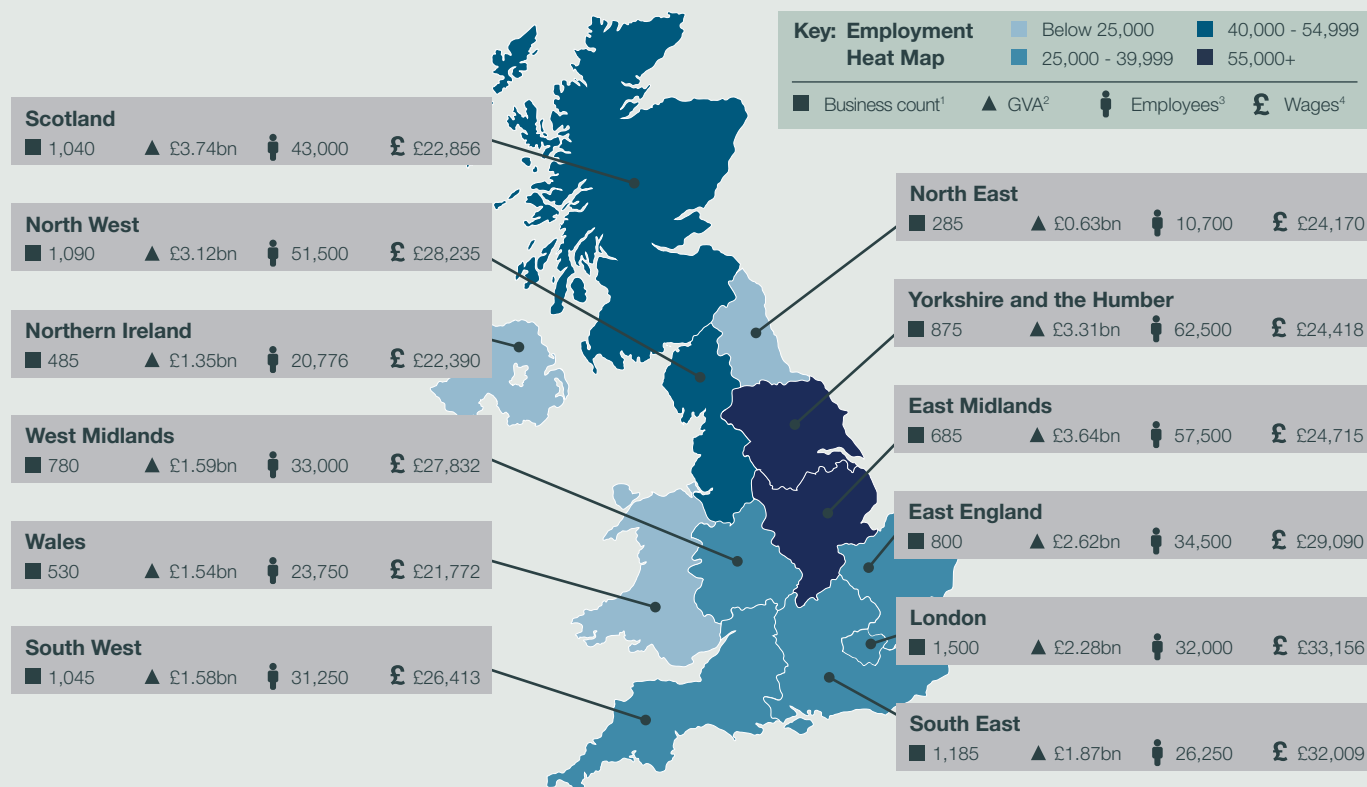 Key: Employment Heat Map
Below 25,000
40,000 - 54,999
25,000 - 39,999
55,000+
Business count¹ GVA² Employees³ £ Wages⁴
Scotland
1,040 £3.74bn 43,000 £ £22,856
North West
1,090 £3.12bn 51,500 £ £28,235
Northern Ireland
485 £1.35bn 20,776 £ £22,390
West Midlands
780 £1.59bn 33,000 £ £27,832
Wales
530 £1.54bn 23,750 £ £21,772
South West
1,045 £1.58bn 31,250 £ £26,413
North East
285 £0.63bn 10,700 £ £24,170
Yorkshire and the Humber
875 £3.31bn 62,500 £ £24,418
East Midlands
685 £3.64bn 57,500 £ £24,715
East England
800 £2.62bn 34,500 £ £29,090
London
1,500 £2.28bn 32,000 £ £33,156
South East
1,185 £1.87bn 26,250 £ £32,009